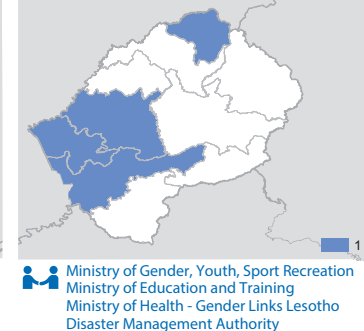 1
Ministry of Gender, Youth, Sport Recreation
Ministry of Education and Training
Ministry of Health - Gender Links Lesotho
Disaster Management Authority